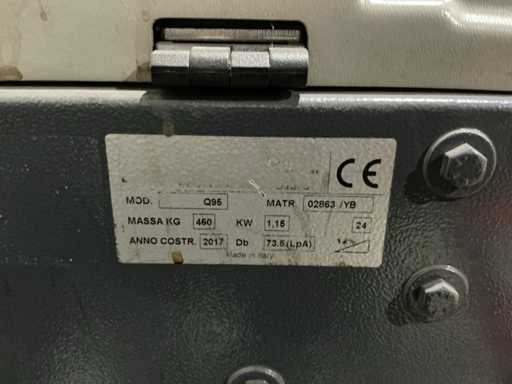 CE
MOD. Q95 MATR. 02863 /YB
MASSA KG 460 KW 1,15 24
ANNO COSTR. 2017 Db 73.5(LpA)
Made in Italy